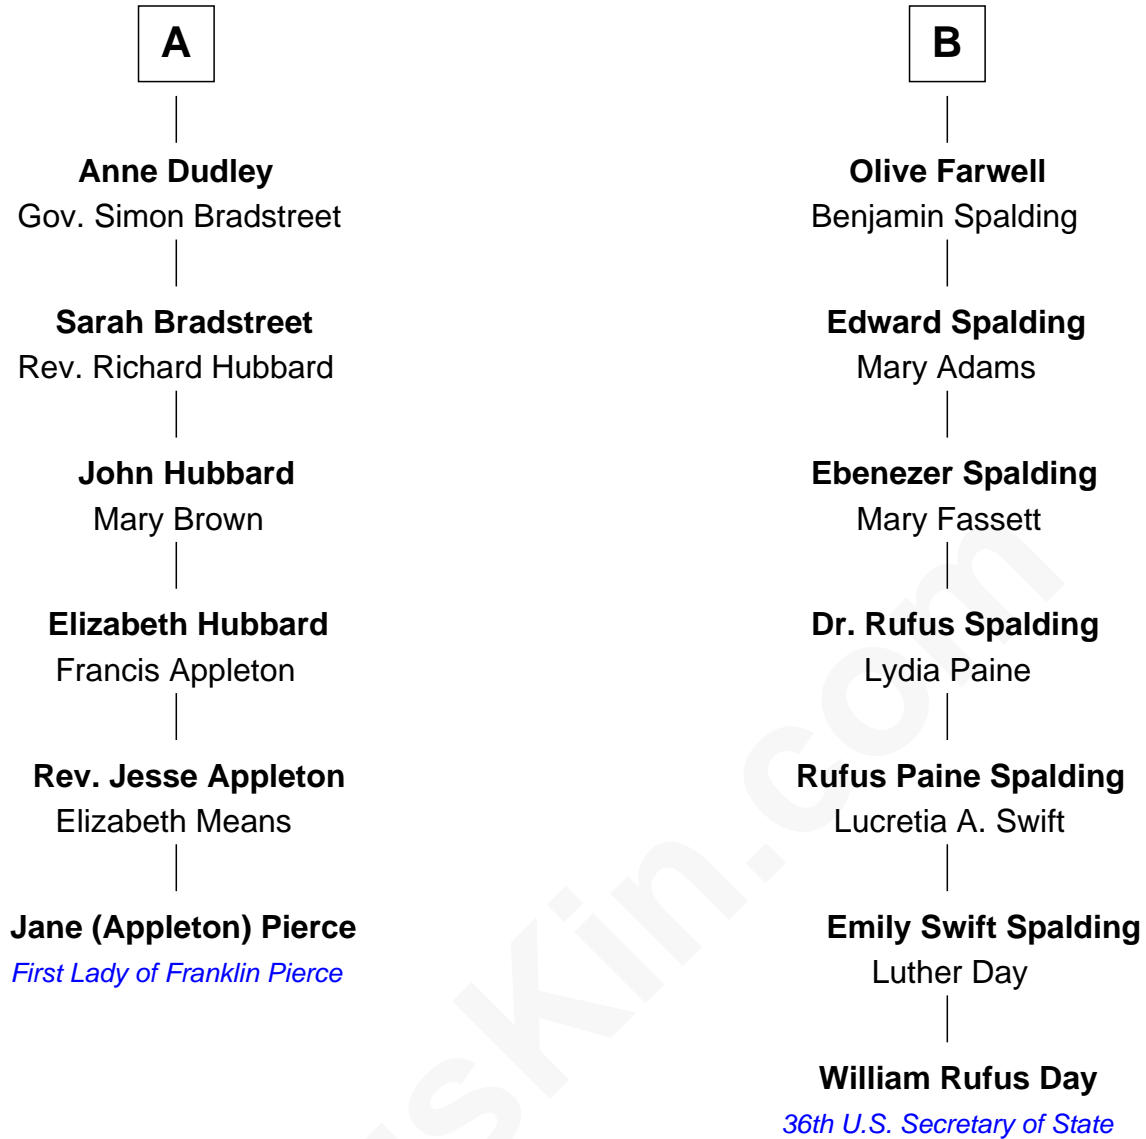 A
Anne Dudley
Gov. Simon Bradstreet
Sarah Bradstreet
Rev. Richard Hubbard
John Hubbard
Mary Brown
Elizabeth Hubbard
Francis Appleton
Rev. Jesse Appleton
Elizabeth Means
Jane (Appleton) Pierce
First Lady of Franklin Pierce
B
Olive Farwell
Benjamin Spalding
Edward Spalding
Mary Adams
Ebenezer Spalding
Mary Fassett
Dr. Rufus Spalding
Lydia Paine
Rufus Paine Spalding
Lucretia A. Swift
Emily Swift Spalding
Luther Day
William Rufus Day
36th U.S. Secretary of State
usKin.com